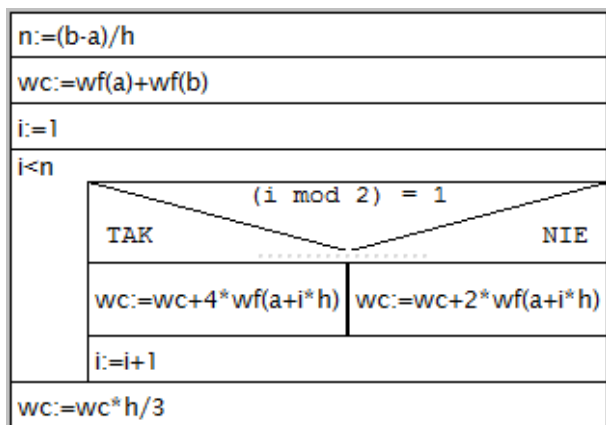 n:=(b-a)/h
wc:=wf(a)+wf(b)
i:=1
i<n
(i mod 2) = 1
TAK NIE
wc:=wc+4*wf(a+i*h) wc:=wc+2*wf(a+i*h)
i:=i+1
wc:=wc*h/3